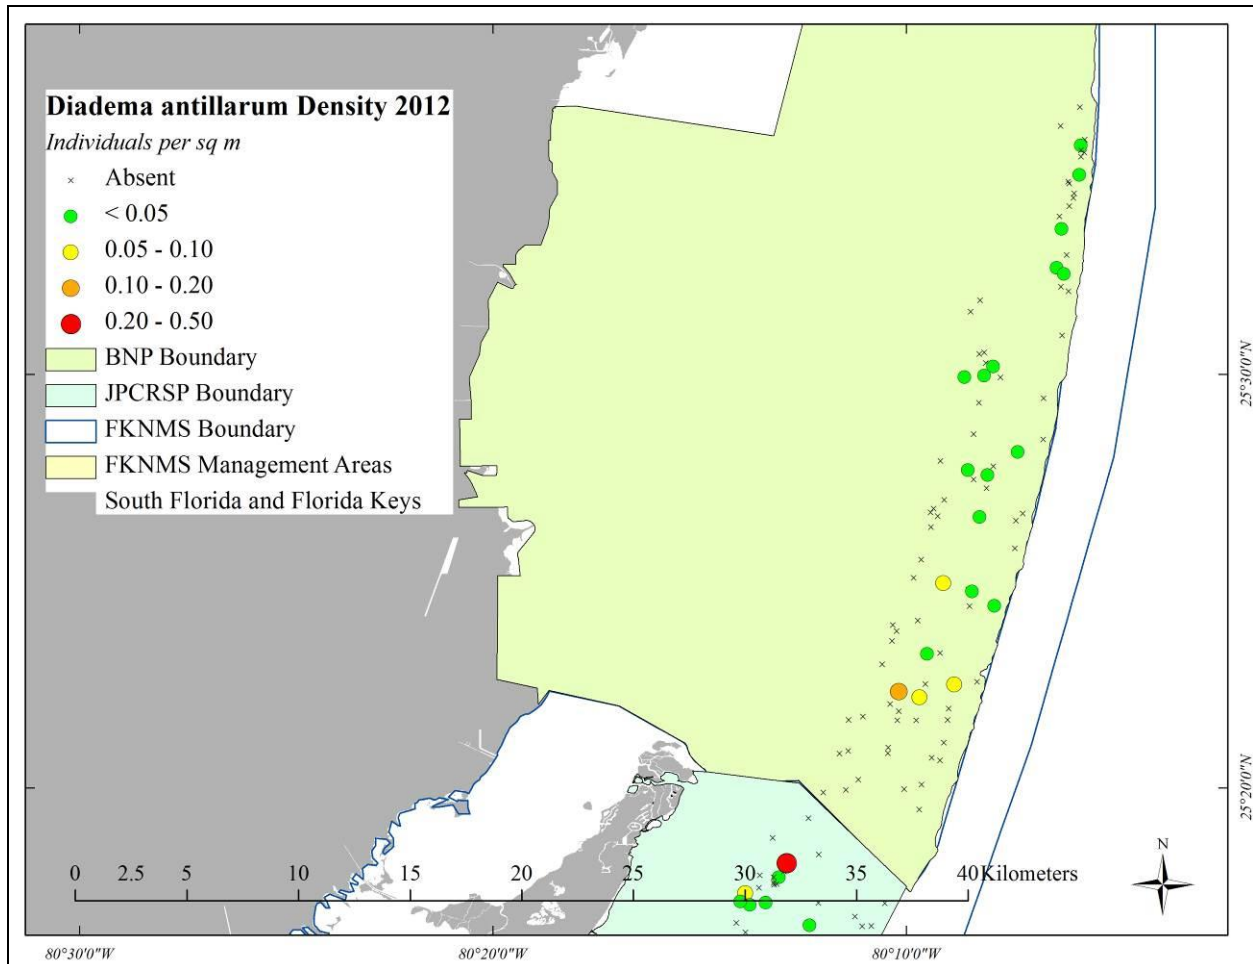 Diadema antillarum Density 2012
Individuals per sq m
Absent
< 0.05
0.05 - 0.10
0.10 - 0.20
0.20 - 0.50
BNP Boundary
JPCRSP Boundary
FKNMS Boundary
FKNMS Management Areas
South Florida and Florida Keys
25°30'0"N
25°20'0"N
0 2.5 5 10 15 20 25 30 35 40 Kilometers
N
80°30'0"W 80°20'0"W 80°10'0"W